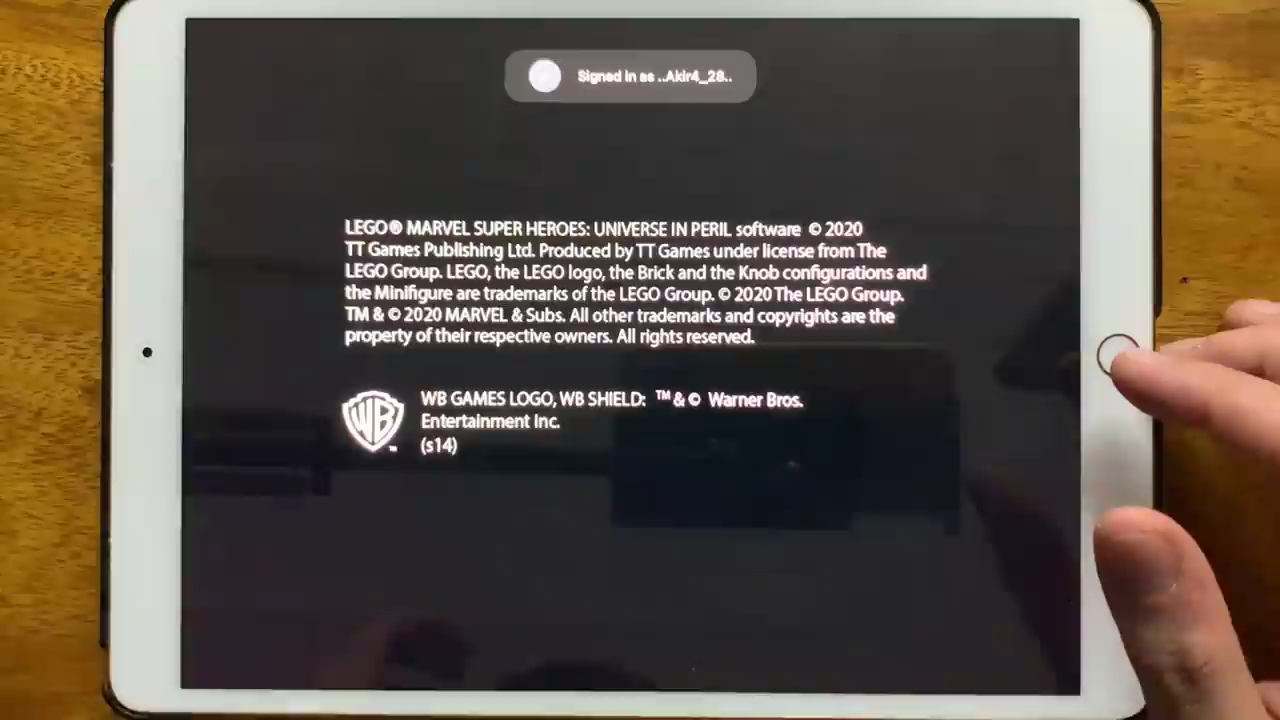 Signed in as ..Akir4_28..
LEGO® MARVEL SUPER HEROES: UNIVERSE IN PERIL software © 2020
TT Games Publishing Ltd. Produced by TT Games under license from The
LEGO Group. LEGO, the LEGO logo, the Brick and the Knob configurations and
the Minifigure are trademarks of the LEGO Group. © 2020 The LEGO Group.
TM & © 2020 MARVEL & Subs. All other trademarks and copyrights are the
property of their respective owners. All rights reserved.
WB
WB GAMES LOGO, WB SHIELD: ™ & © Warner Bros.
Entertainment Inc.
(s14)